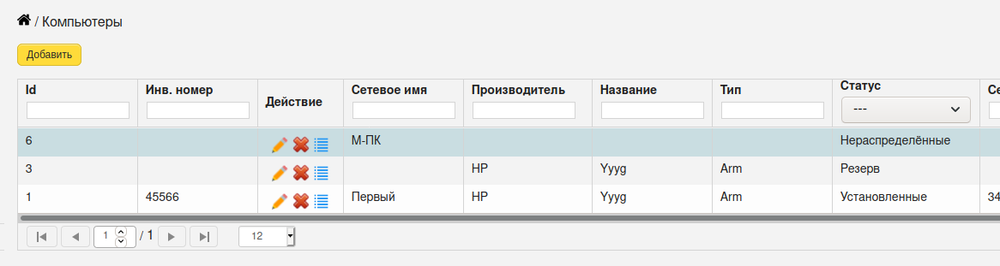 / Компьютеры
Добавить
Id Инв. номер Действие Сетевое имя Производитель Название Тип Статус Се
---
6 М-ПК Нераспределённые
3 HP Yyyg Arm Резерв
1 45566 Первый HP Yyyg Arm Установленные 34
1 / 1 12